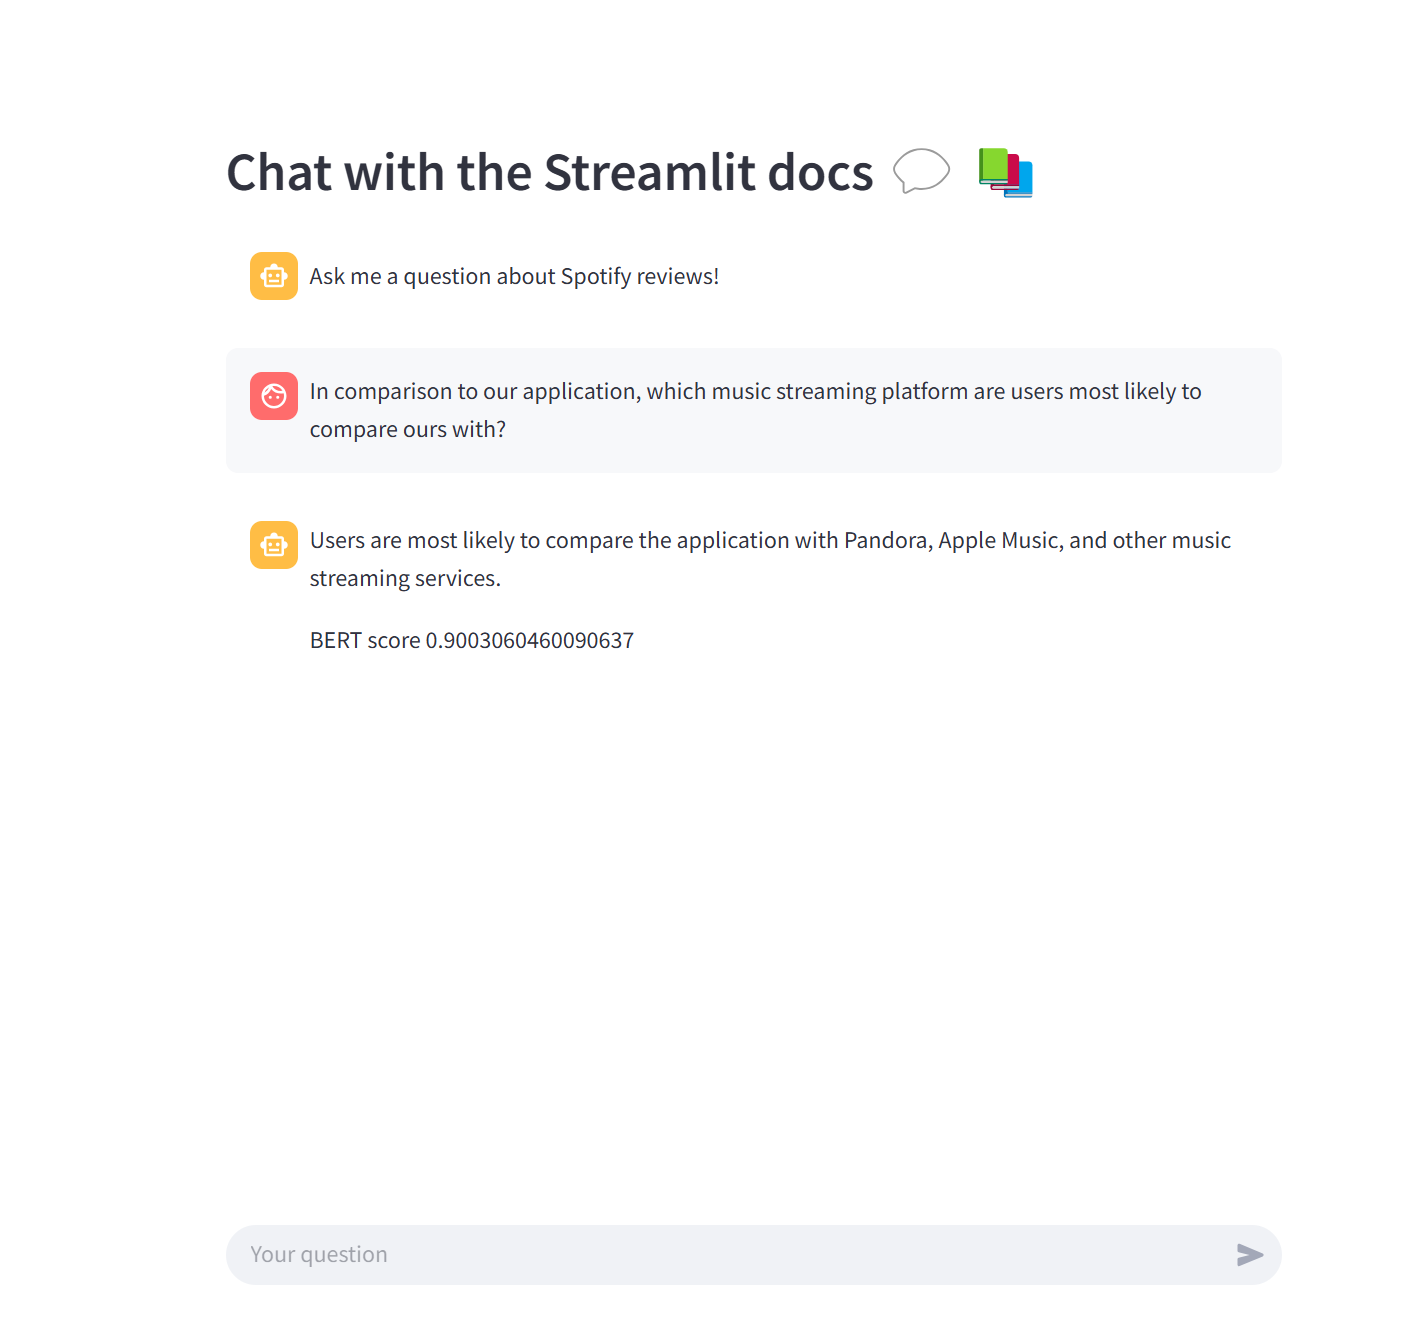 Chat with the Streamlit docs 💬 📚
Ask me a question about Spotify reviews!
In comparison to our application, which music streaming platform are users most likely to
compare ours with?
Users are most likely to compare the application with Pandora, Apple Music, and other music
streaming services.
BERT score 0.9003060460090637
Your question